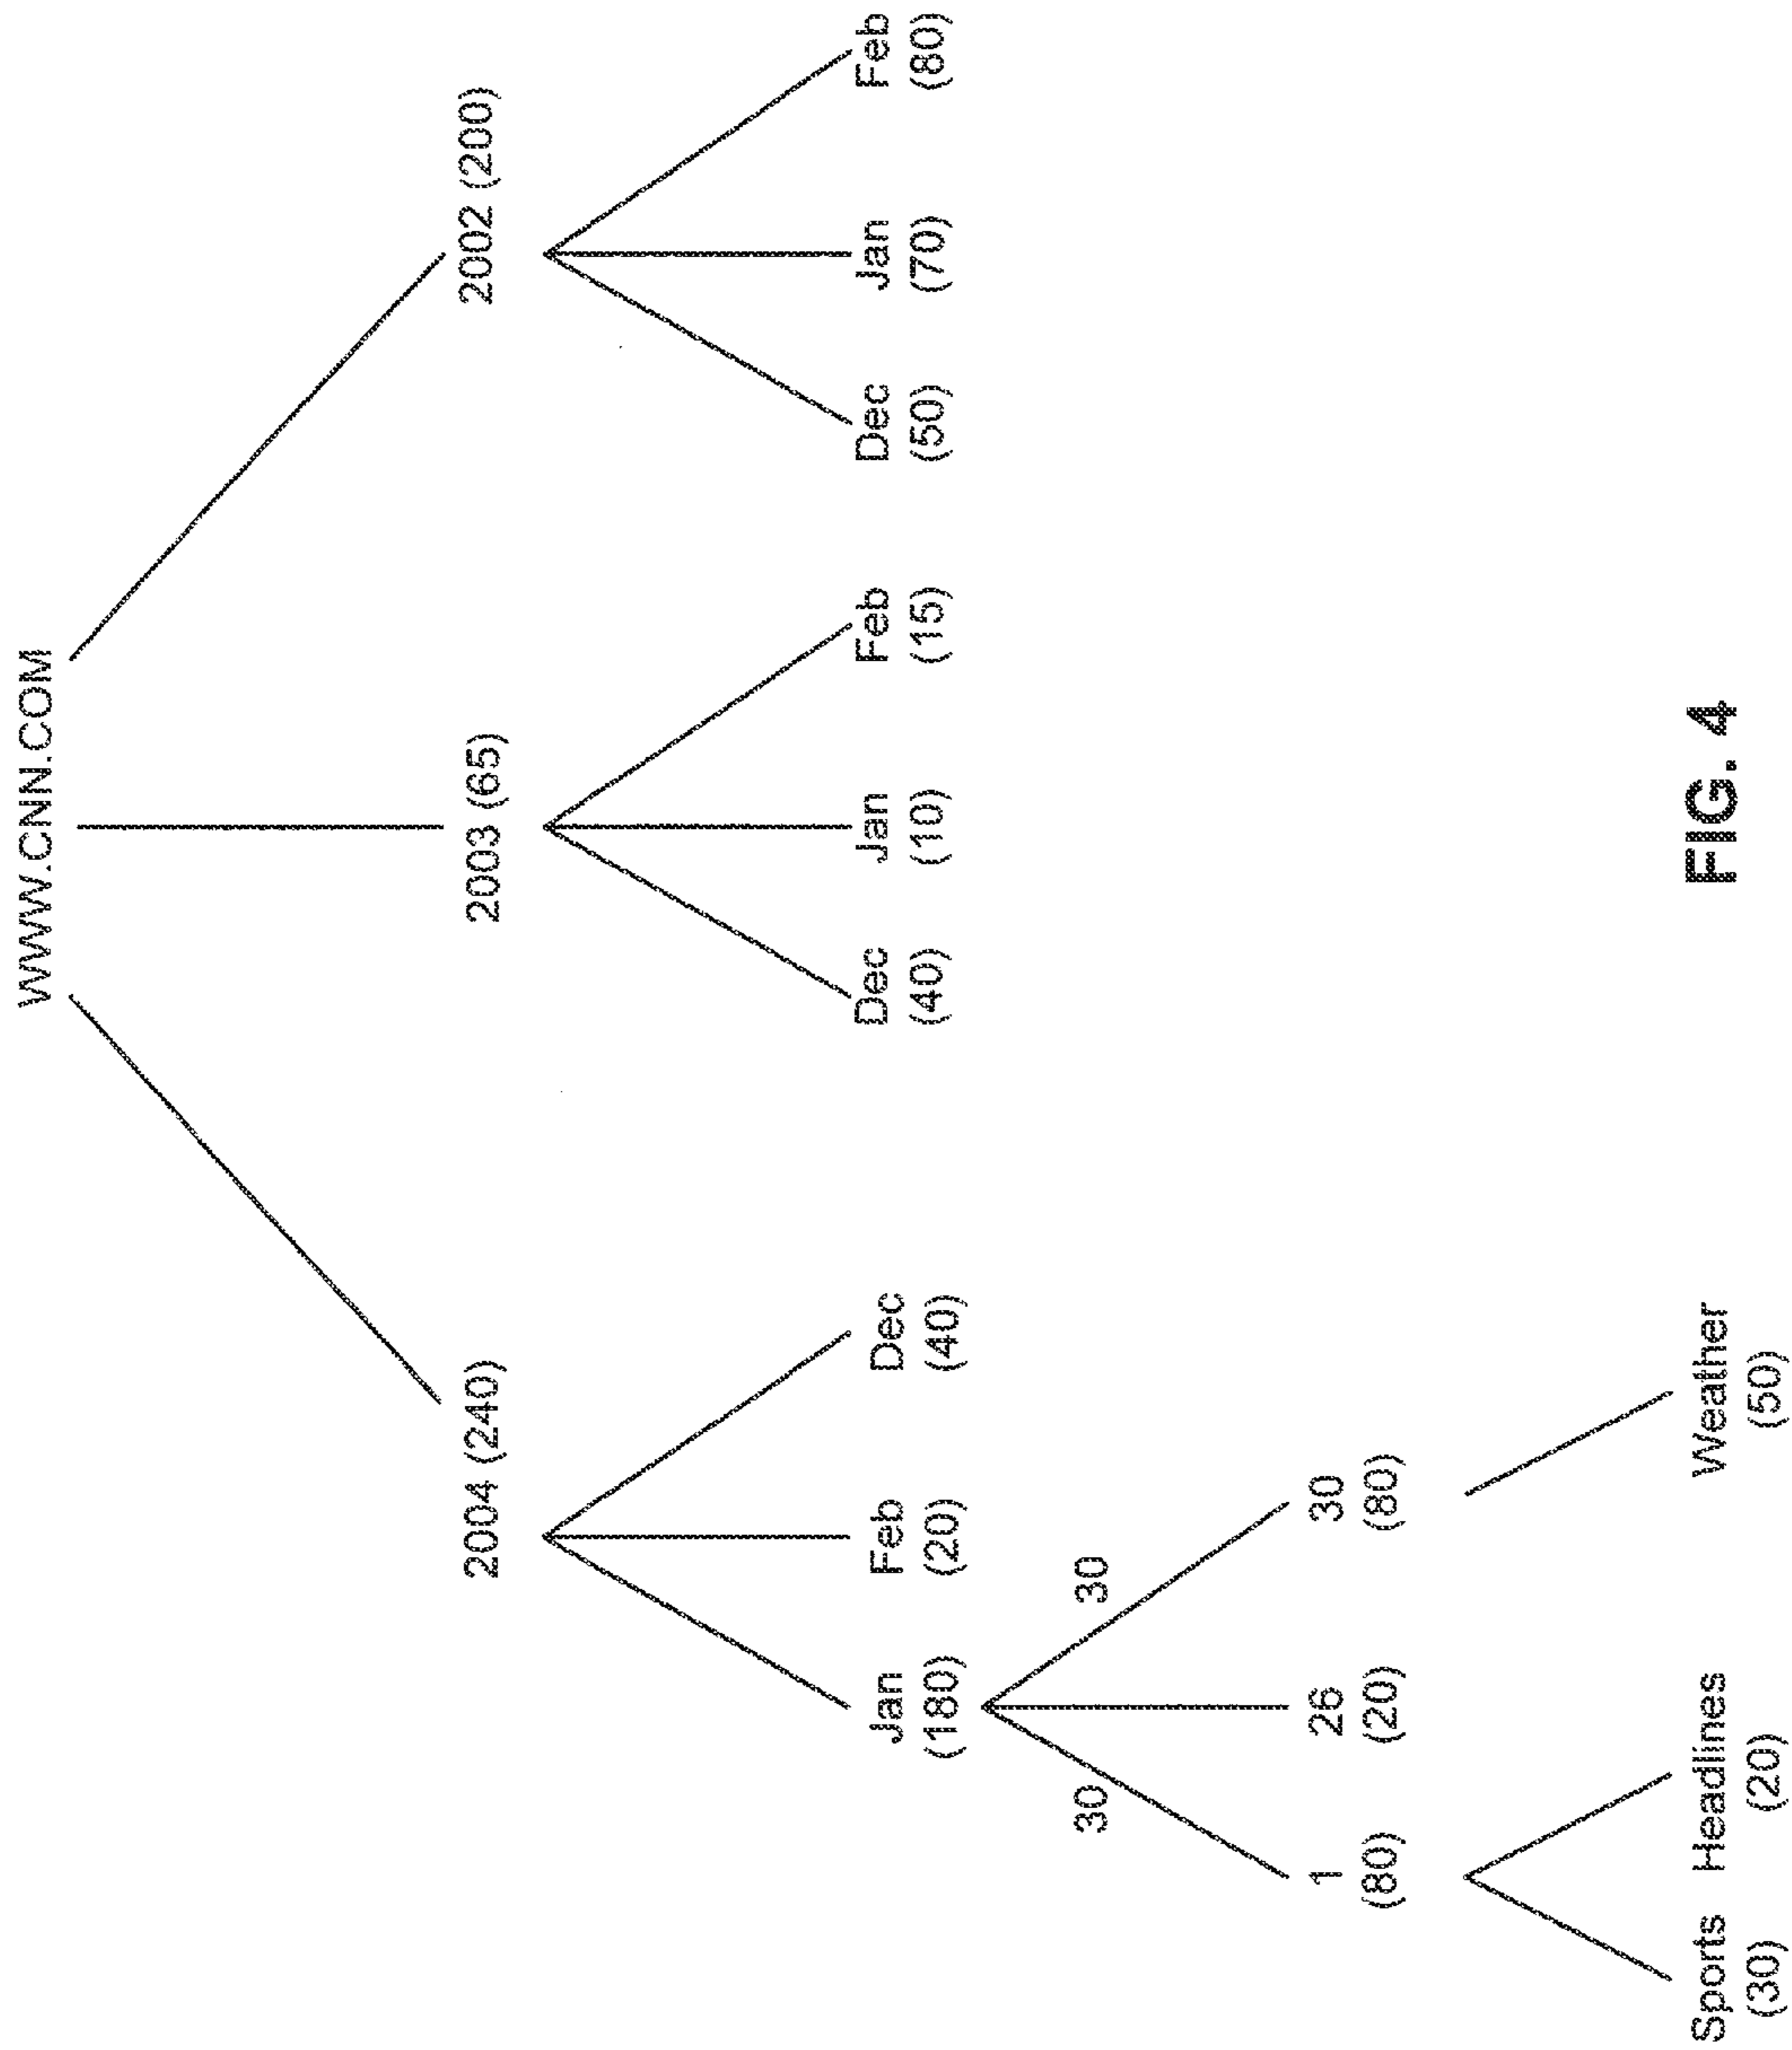 WWW.CNN.COM
2004 (240)
2003 (65)
2002 (200)
Jan
(180)
Feb
(20)
Dec
(40)
Dec
(40)
Jan
(10)
Feb
(15)
Dec
(50)
Jan
(70)
Feb
(80)
30
30
1
(80)
26
(20)
30
(80)
Sports
(30)
Headlines
(20)
Weather
(50)
FIG. 4